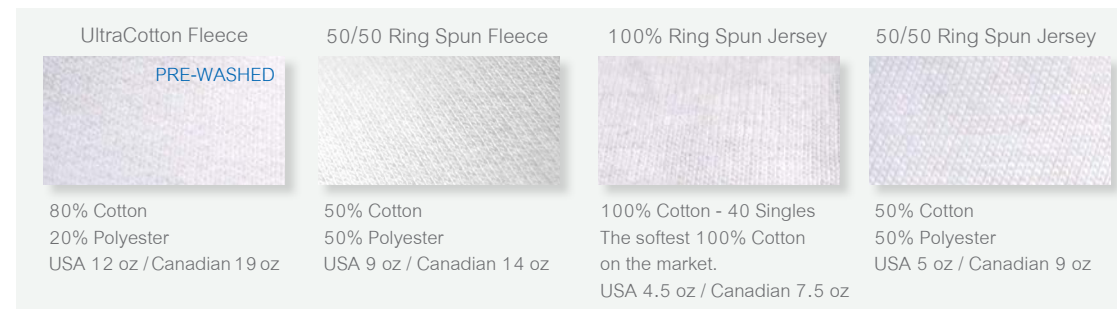 UltraCotton Fleece
PRE-WASHED
80% Cotton
20% Polyester
USA 12 oz / Canadian 19 oz
50/50 Ring Spun Fleece
50% Cotton
50% Polyester
USA 9 oz / Canadian 14 oz
100% Ring Spun Jersey
100% Cotton - 40 Singles
The softest 100% Cotton
on the market.
USA 4.5 oz / Canadian 7.5 oz
50/50 Ring Spun Jersey
50% Cotton
50% Polyester
USA 5 oz / Canadian 9 oz